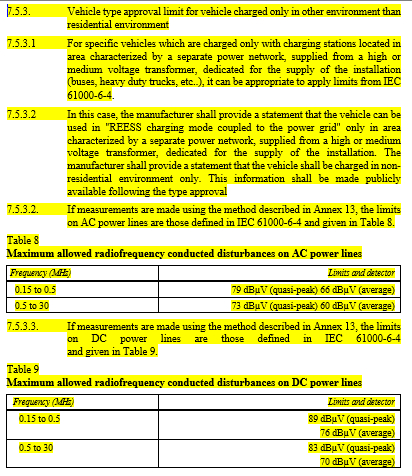 7.5.3. Vehicle type approval limit for vehicle charged only in other environment than
residential environment
7.5.3.1 For specific vehicles which are charged only with charging stations located in
area characterized by a separate power network, supplied from a high or
medium voltage transformer, dedicated for the supply of the installation
(buses, heavy duty trucks, etc..), it can be appropriate to apply limits from IEC
61000-6-4.
7.5.3.2 In this case, the manufacturer shall provide a statement that the vehicle can be
used in "REESS charging mode coupled to the power grid" only in area
characterized by a separate power network, supplied from a high or medium
voltage transformer, dedicated for the supply of the installation. The
manufacturer shall provide a statement that the vehicle shall be charged in non-
residential environment only. This information shall be made publicly
available following the type approval
7.5.3.2. If measurements are made using the method described in Annex 13, the limits
on AC power lines are those defined in IEC 61000-6-4 and given in Table 8.
Table 8
Maximum allowed radiofrequency conducted disturbances on AC power lines
Frequency (MHz) Limits and detector
0.15 to 0.5 79 dBµV (quasi-peak) 66 dBµV (average)
0.5 to 30 73 dBµV (quasi-peak) 60 dBµV (average)
7.5.3.3. If measurements are made using the method described in Annex 13, the limits
on DC power lines are those defined in IEC 61000-6-4
and given in Table 9.
Table 9
Maximum allowed radiofrequency conducted disturbances on DC power lines
Frequency (MHz) Limits and detector
0.15 to 0.5 89 dBµV (quasi-peak)
76 dBµV (average)
0.5 to 30 83 dBµV (quasi-peak)
70 dBµV (average)